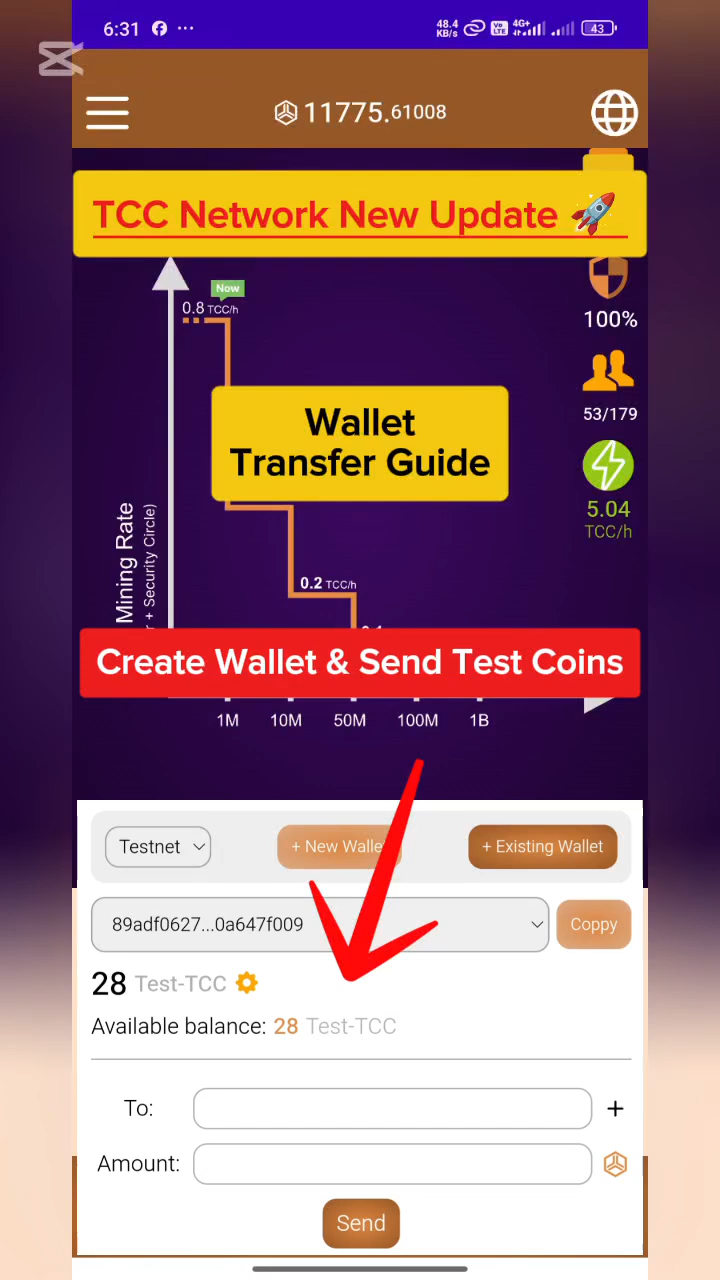 6:31
48.4
KB/s
Vo
LTE
4G+
43
11775.61008
TCC Network New Update 🚀
Now
0.8 TCC/h
100%
53/179
5.04
TCC/h
Wallet
Transfer Guide
Mining Rate
+ Security Circle)
0.2 TCC/h
Create Wallet & Send Test Coins
1M 10M 50M 100M 1B
Testnet
+ New Walle
+ Existing Wallet
89adf0627...0a647f009
Coppy
28 Test-TCC
Available balance: 28 Test-TCC
To:
+
Amount:
Send